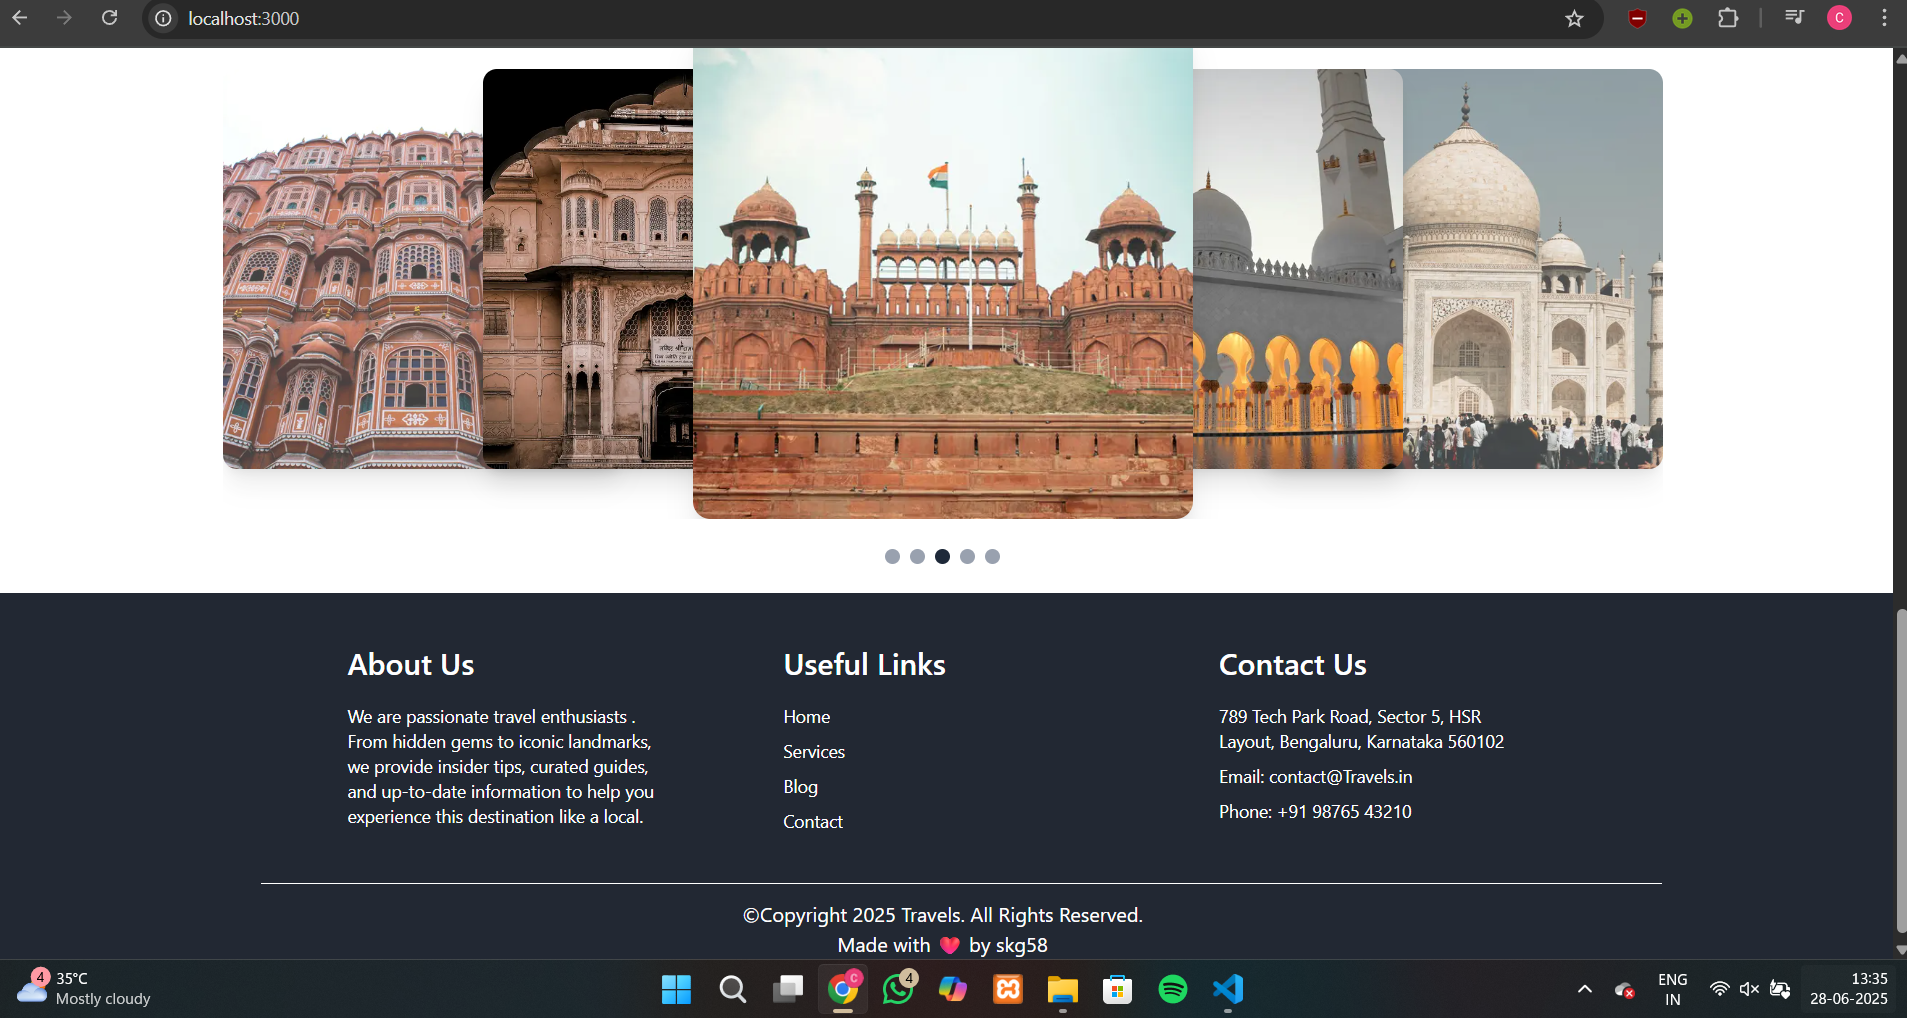 localhost:3000
C
About Us
We are passionate travel enthusiasts .
From hidden gems to iconic landmarks,
we provide insider tips, curated guides,
and up-to-date information to help you
experience this destination like a local.
Useful Links
Home
Services
Blog
Contact
Contact Us
789 Tech Park Road, Sector 5, HSR
Layout, Bengaluru, Karnataka 560102
Email: contact@Travels.in
Phone: +91 98765 43210
©Copyright 2025 Travels. All Rights Reserved.
Made with ❤ by skg58
4
35°C
Mostly cloudy
C
4
ENG
IN
13:35
28-06-2025